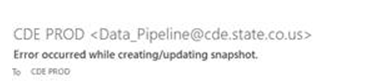 CDE PROD <Data_Pipeline@cde.state.co.us>
Error occurred while creating/updating snapshot.
To CDE PROD